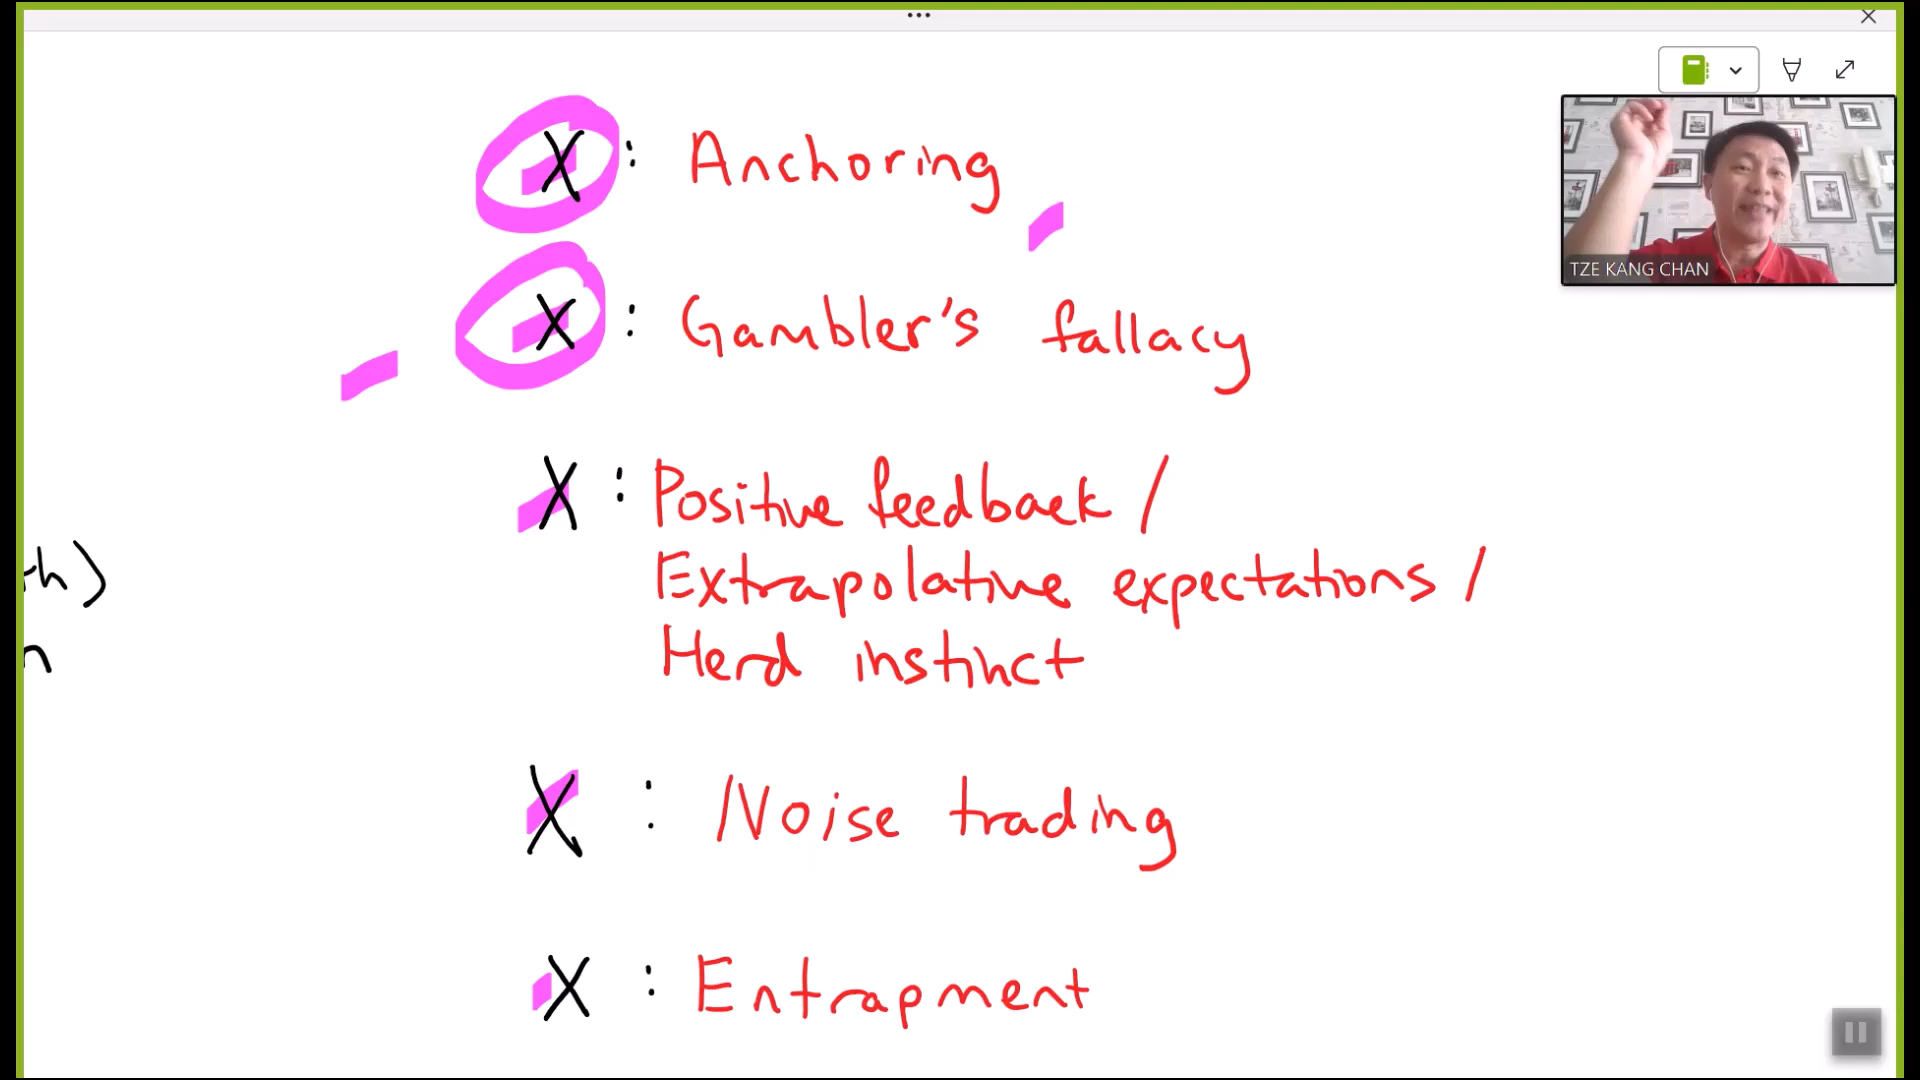 X : Anchoring
X : Gambler's fallacy
X : Positive feedback /
Extrapolative expectations /
Herd instinct
X : Noise trading
X : Entrapment
TZE KANG CHAN